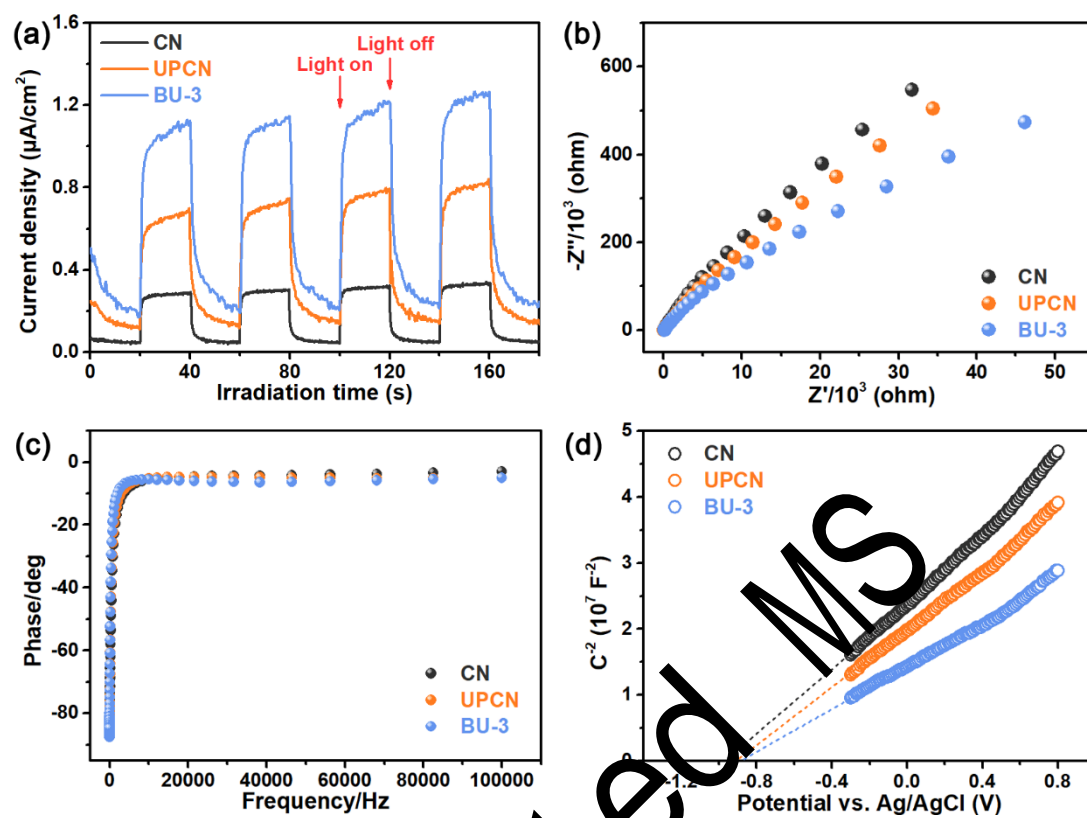 (a)
CN
UPCN
BU-3
Light on
Light off
Current density (μA/cm²)
1.6
1.2
0.8
0.4
0.0
0 40 80 120 160
Irradiation time (s)
(b)
-Z''/10³ (ohm)
600
400
200
0
CN
UPCN
BU-3
0 10 20 30 40 50
Z'/10³ (ohm)
(c)
Phase/deg
0
-20
-40
-60
-80
CN
UPCN
BU-3
0 20000 40000 60000 80000 100000
Frequency/Hz
(d)
CN
UPCN
BU-3
C⁻² (10⁷ F⁻²)
5
4
3
2
1
0
-1.2 -0.8 -0.4 0.0 0.4 0.8
Potential vs. Ag/AgCl (V)
ed MS